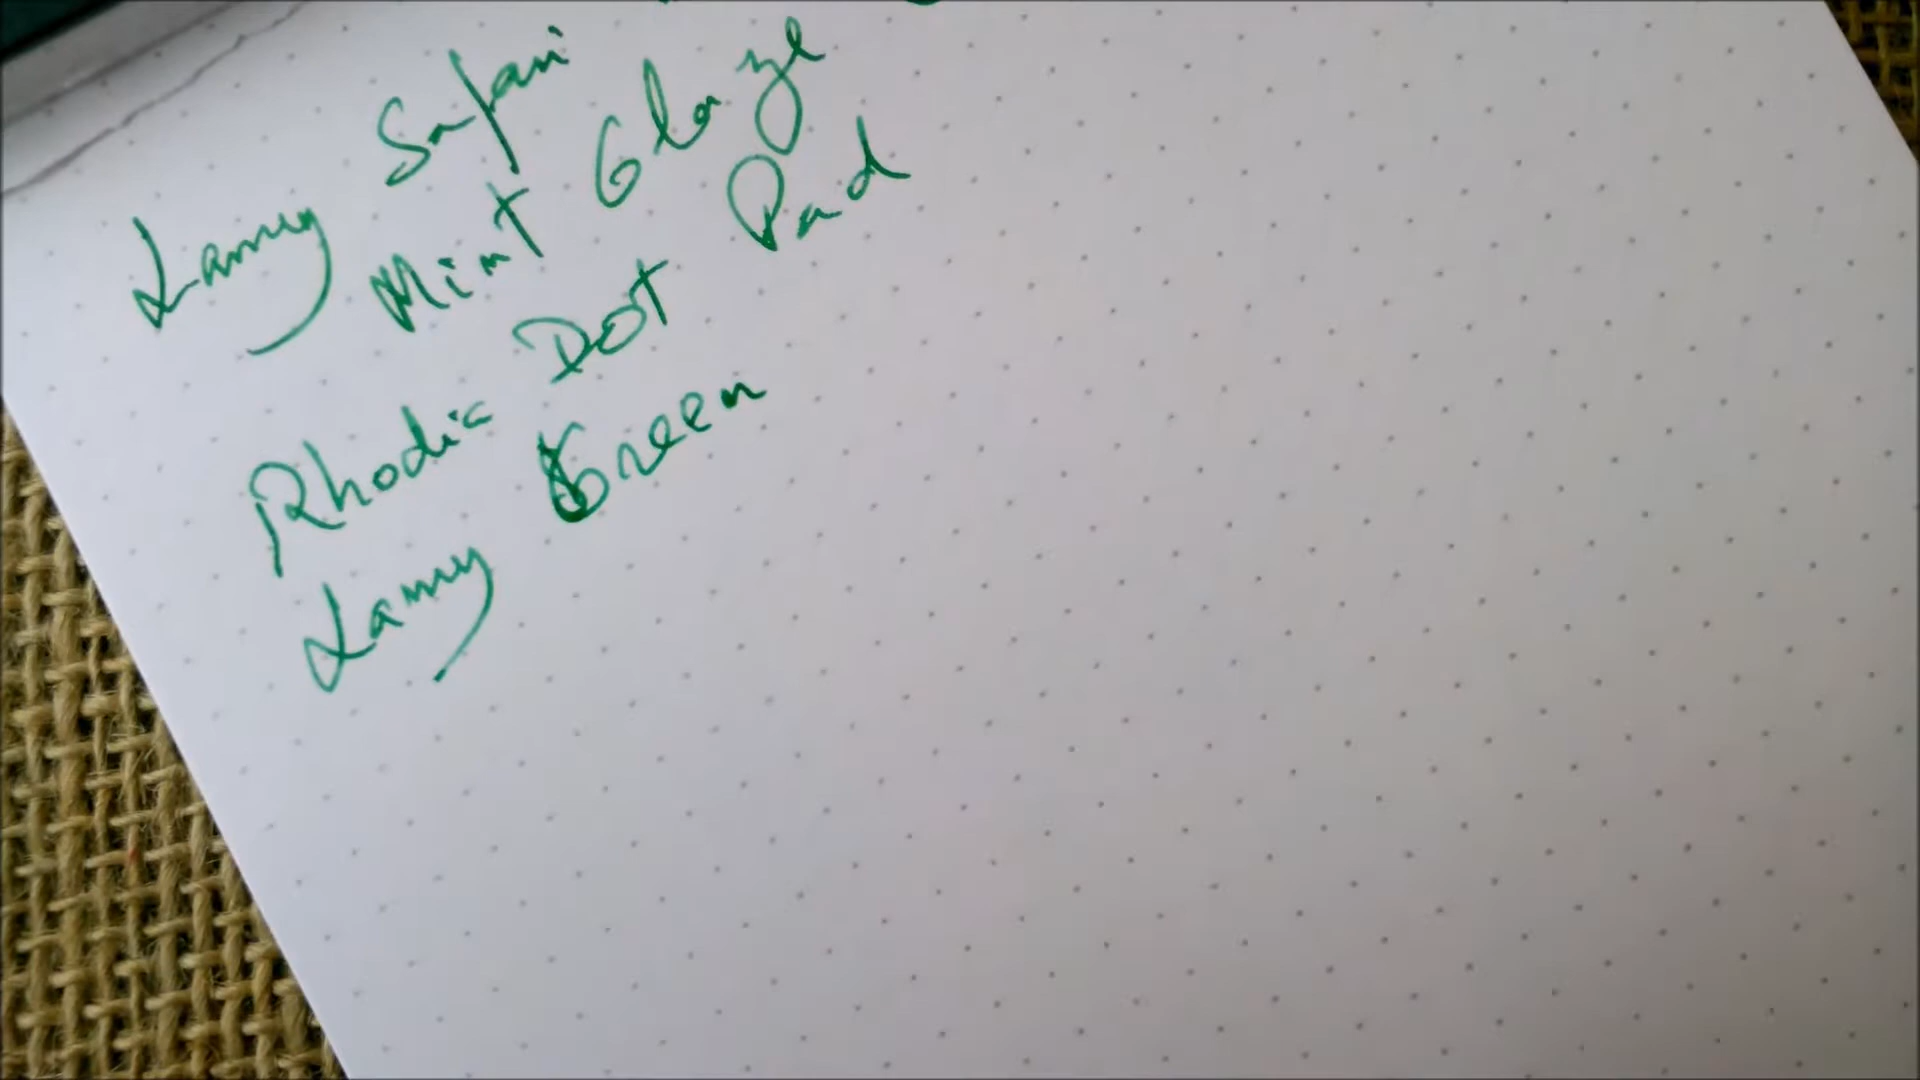 Lamy Safari
Mint Glaze
Rhodia DOT Pad
Lamy Green